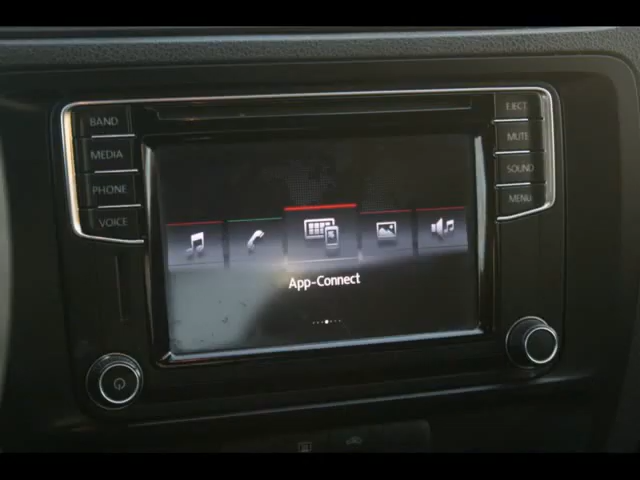 BAND
MEDIA
PHONE
VOICE
EJECT
MUTE
SOUND
MENU
App-Connect